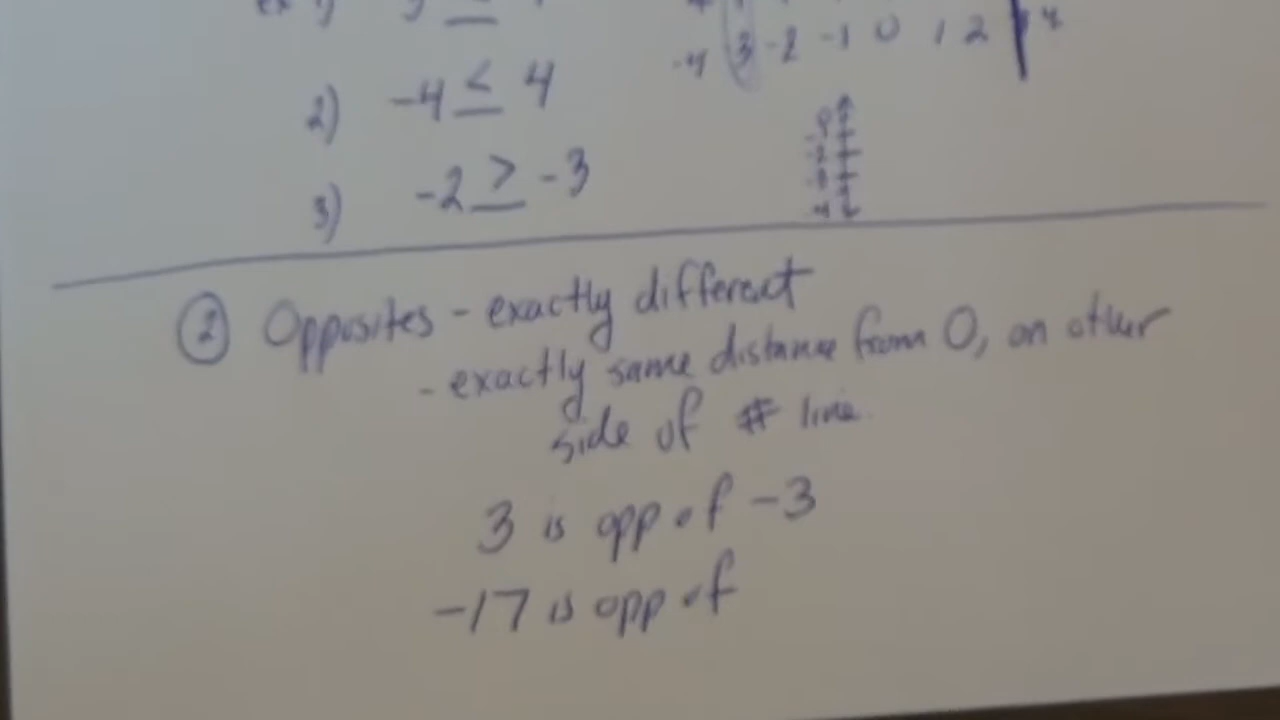 -4 3 -2 -1 0 1 2
2) -4 < 4
3) -2 > -3
② Opposites - exactly different
- exactly same distance from 0, on other
side of # line
3 is opp of -3
-17 is opp of